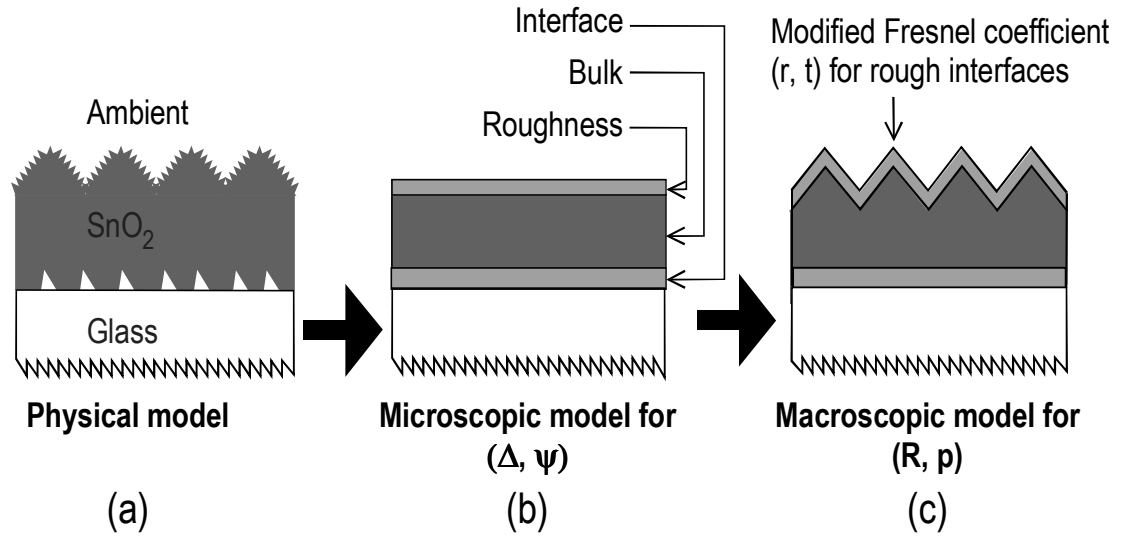 Interface
Bulk
Roughness
Modified Fresnel coefficient
(r, t) for rough interfaces
Ambient
SnO₂
Glass
Physical model
(a)
Microscopic model for
(Δ, ψ)
(b)
Macroscopic model for
(R, p)
(c)